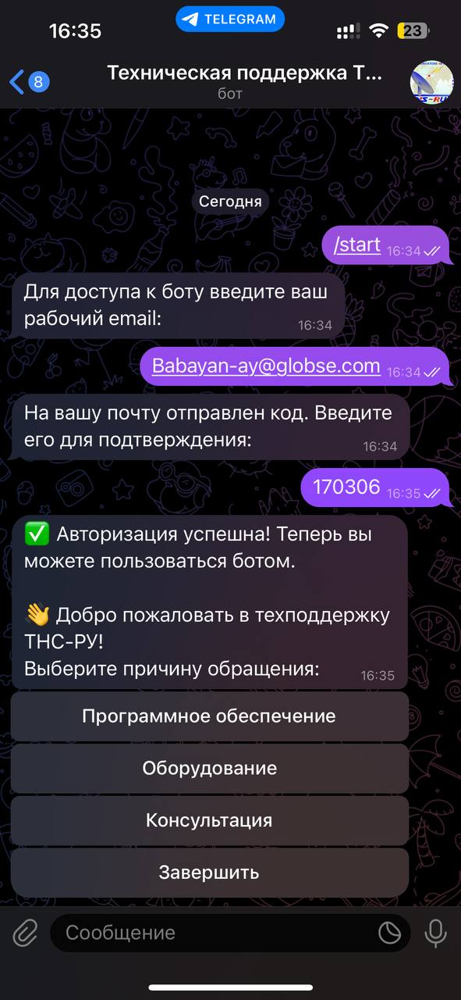 16:35
TELEGRAM
23
8
Техническая поддержка Т...
бот
Сегодня
/start 16:34
Для доступа к боту введите ваш
рабочий email:
16:34
Babayan-ay@globse.com 16:34
На вашу почту отправлен код. Введите
его для подтверждения:
16:34
170306 16:35
✅ Авторизация успешна! Теперь вы
можете пользоваться ботом.
👋 Добро пожаловать в техподдержку
ТНС-РУ!
Выберите причину обращения:
16:35
Программное обеспечение
Оборудование
Консультация
Завершить
Сообщение